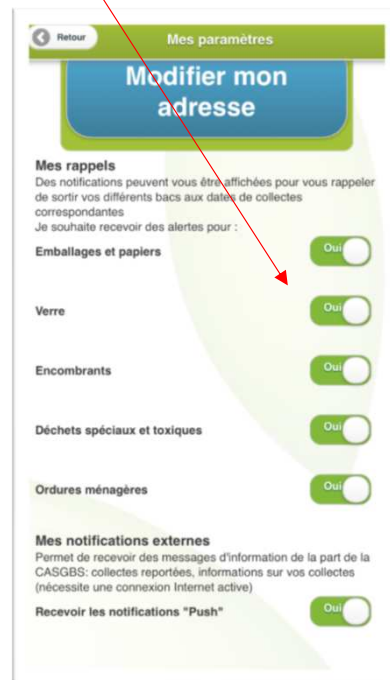 Retour
Mes paramètres
Modifier mon
adresse
Mes rappels
Des notifications peuvent vous être affichées pour vous rappeler
de sortir vos différents bacs aux dates de collectes
correspondantes
Je souhaite recevoir des alertes pour :
Emballages et papiers Oui
Verre Oui
Encombrants Oui
Déchets spéciaux et toxiques Oui
Ordures ménagères Oui
Mes notifications externes
Permet de recevoir des messages d'information de la part de la
CASGBS: collectes reportées, informations sur vos collectes
(nécessite une connexion Internet active)
Recevoir les notifications "Push" Oui